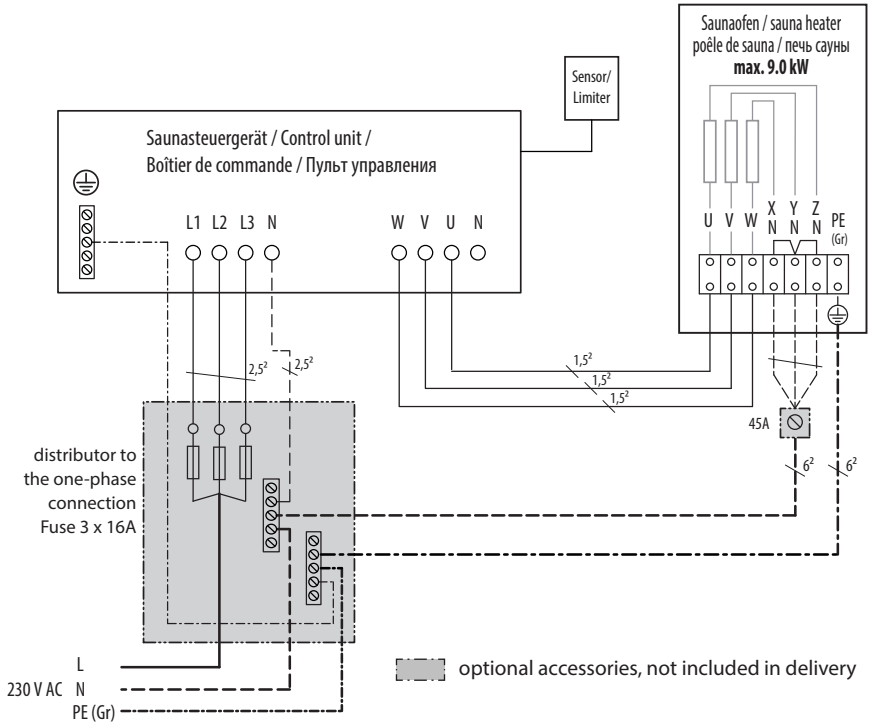 Saunaofen / sauna heater
poêle de sauna / печь сауны
max. 9.0 kW
Sensor/
Limiter
Saunasteuergerät / Control unit /
Boîtier de commande / Пульт управления
L1 L2 L3 N
W V U N
U V W X Y Z PE
N N N (Gr)
2,5²
2,5²
1,5²
1,5²
1,5²
45A
6²
6²
distributor to
the one-phase
connection
Fuse 3 x 16A
L
230 V AC N
PE (Gr)
optional accessories, not included in delivery